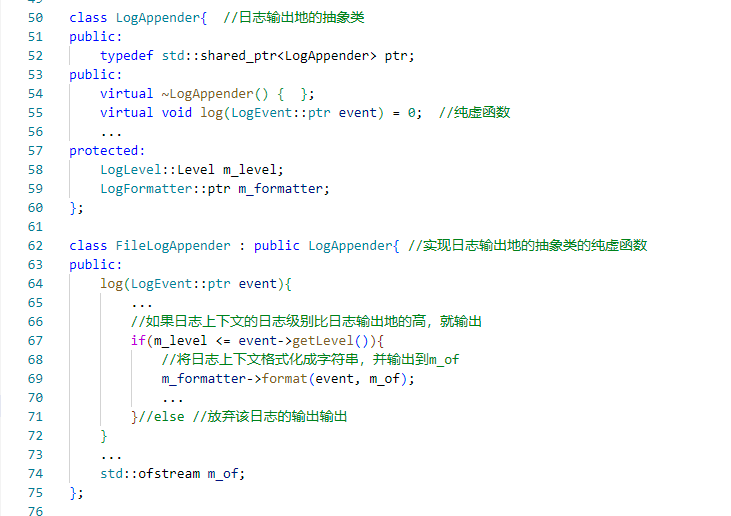 50 class LogAppender{  //日志输出地的抽象类
51 public:
52     typedef std::shared_ptr<LogAppender> ptr;
53 public:
54     virtual ~LogAppender() {  };
55     virtual void log(LogEvent::ptr event) = 0;  //纯虚函数
56     ...
57 protected:
58     LogLevel::Level m_level;
59     LogFormatter::ptr m_formatter;
60 };
61
62 class FileLogAppender : public LogAppender{ //实现日志输出地的抽象类的纯虚函数
63 public:
64     log(LogEvent::ptr event){
65         ...
66         //如果日志上下文的日志级别比日志输出地的高，就输出
67         if(m_level <= event->getLevel()){
68             //将日志上下文格式化成字符串，并输出到m_of
69             m_formatter->format(event, m_of);
70             ...
71         }//else //放弃该日志的输出输出
72     }
73     ...
74     std::ofstream m_of;
75 };
76